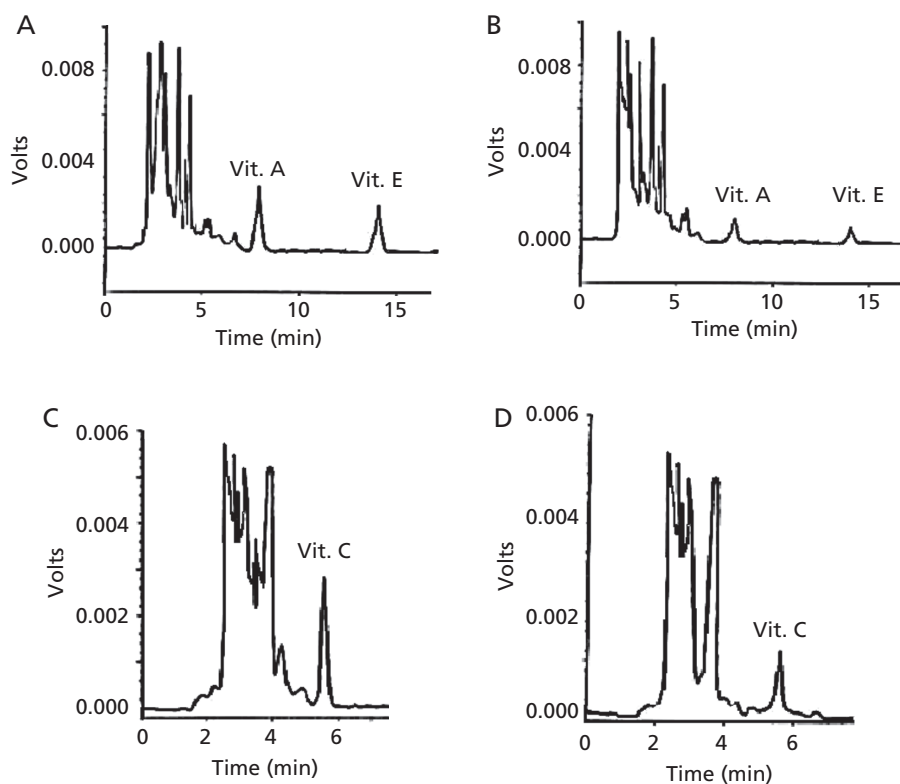 A
0.008
0.004
0.000
Volts
Vit. A
Vit. E
0 5 10 15
Time (min)
B
0.008
0.004
0.000
Volts
Vit. A
Vit. E
0 5 10 15
Time (min)
C
0.006
0.004
0.002
0.000
Volts
Vit. C
0 2 4 6
Time (min)
D
0.006
0.004
0.002
0.000
Volts
Vit. C
0 2 4 6
Time (min)